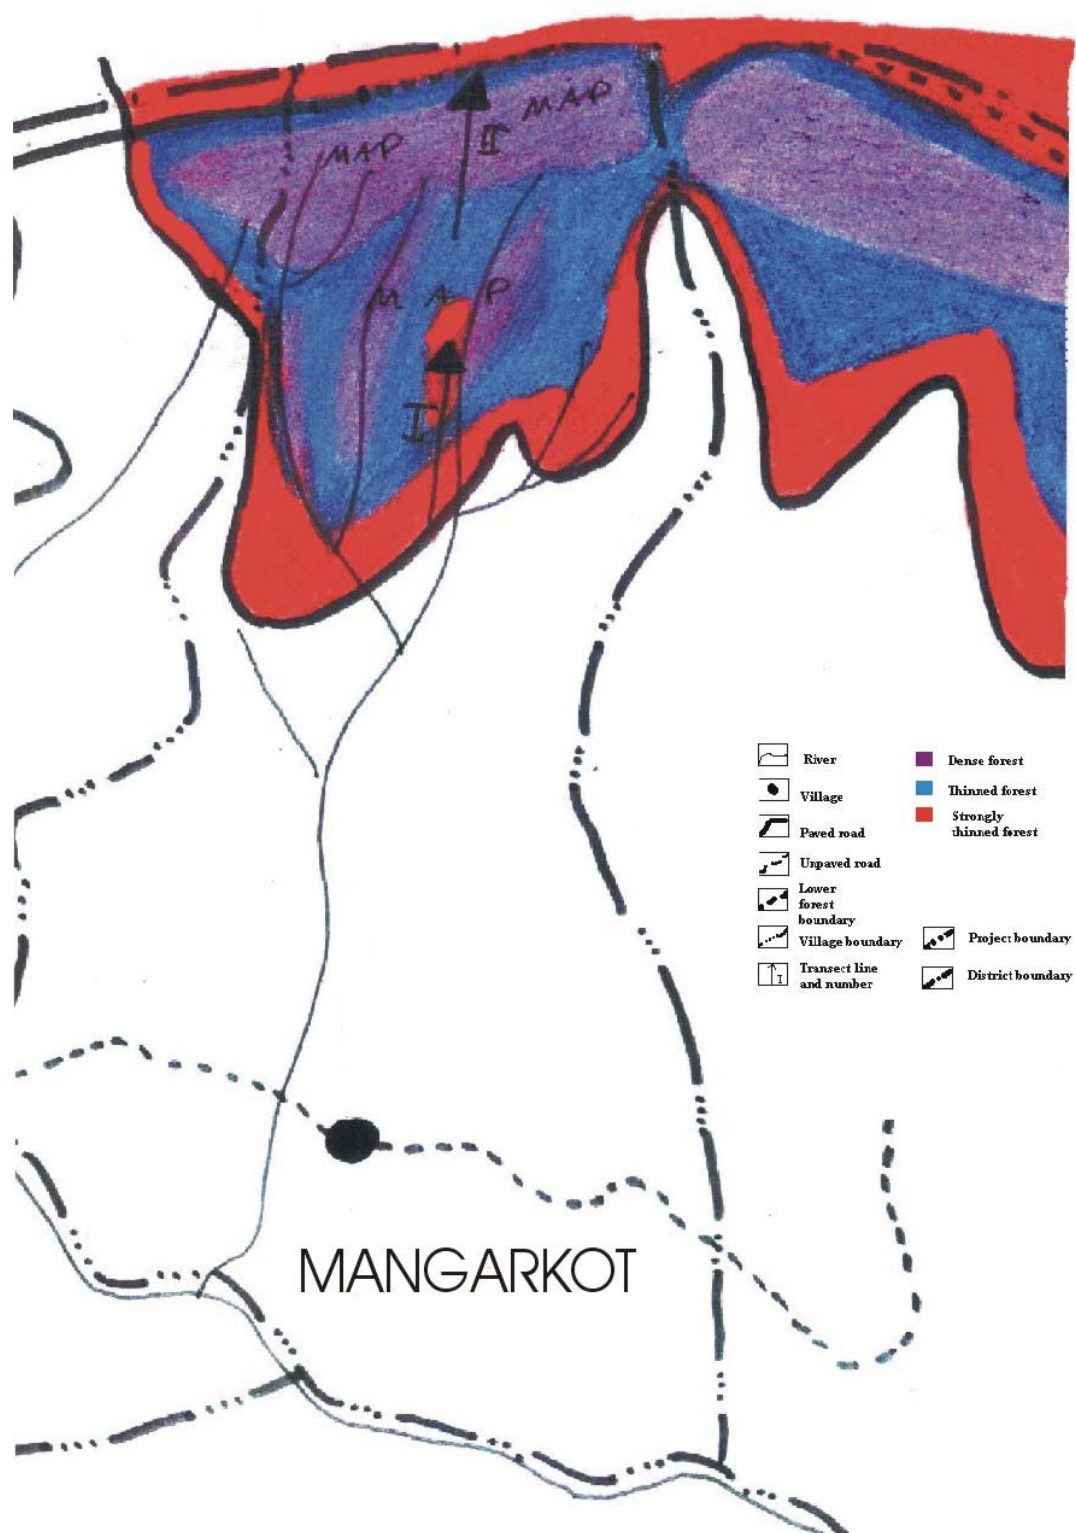 MAP
II
MAP
MAP
I
River
Village
Paved road
Unpaved road
Lower
forest
boundary
Village boundary
Transect line
and number
I
Dense forest
Thinned forest
Strongly
thinned forest
Project boundary
District boundary
MANGARKOT